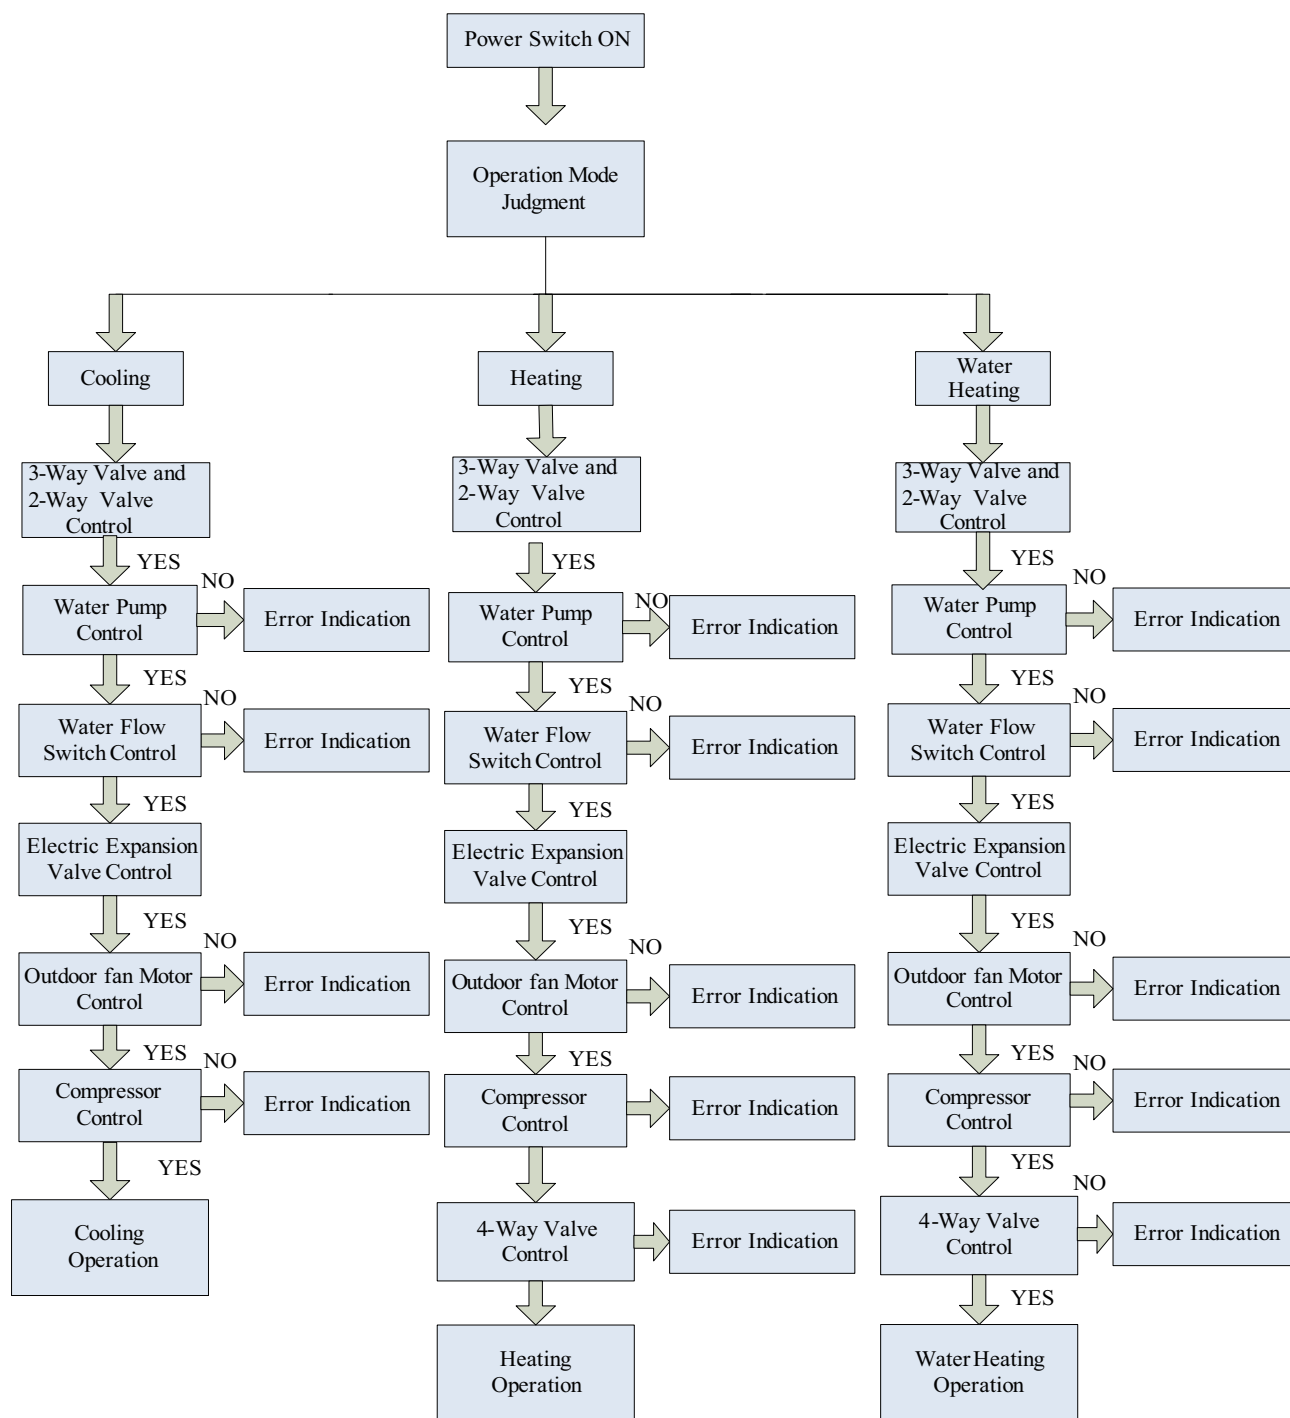 Power Switch ON
Operation Mode
Judgment
Cooling
3-Way Valve and
2-Way Valve
Control
YES
Water Pump
Control
NO
Error Indication
YES
Water Flow
Switch Control
NO
Error Indication
YES
Electric Expansion
Valve Control
YES
Outdoor fan Motor
Control
NO
Error Indication
YES
Compressor
Control
NO
Error Indication
YES
Cooling
Operation
Heating
3-Way Valve and
2-Way Valve
Control
YES
Water Pump
Control
NO
Error Indication
YES
Water Flow
Switch Control
NO
Error Indication
YES
Electric Expansion
Valve Control
YES
Outdoor fan Motor
Control
NO
Error Indication
YES
Compressor
Control
Error Indication
4-Way Valve
Control
Error Indication
Heating
Operation
Water
Heating
3-Way Valve and
2-Way Valve
Control
YES
Water Pump
Control
NO
Error Indication
YES
Water Flow
Switch Control
NO
Error Indication
YES
Electric Expansion
Valve Control
YES
Outdoor fan Motor
Control
NO
Error Indication
YES
Compressor
Control
NO
Error Indication
YES
4-Way Valve
Control
NO
Error Indication
YES
Water Heating
Operation